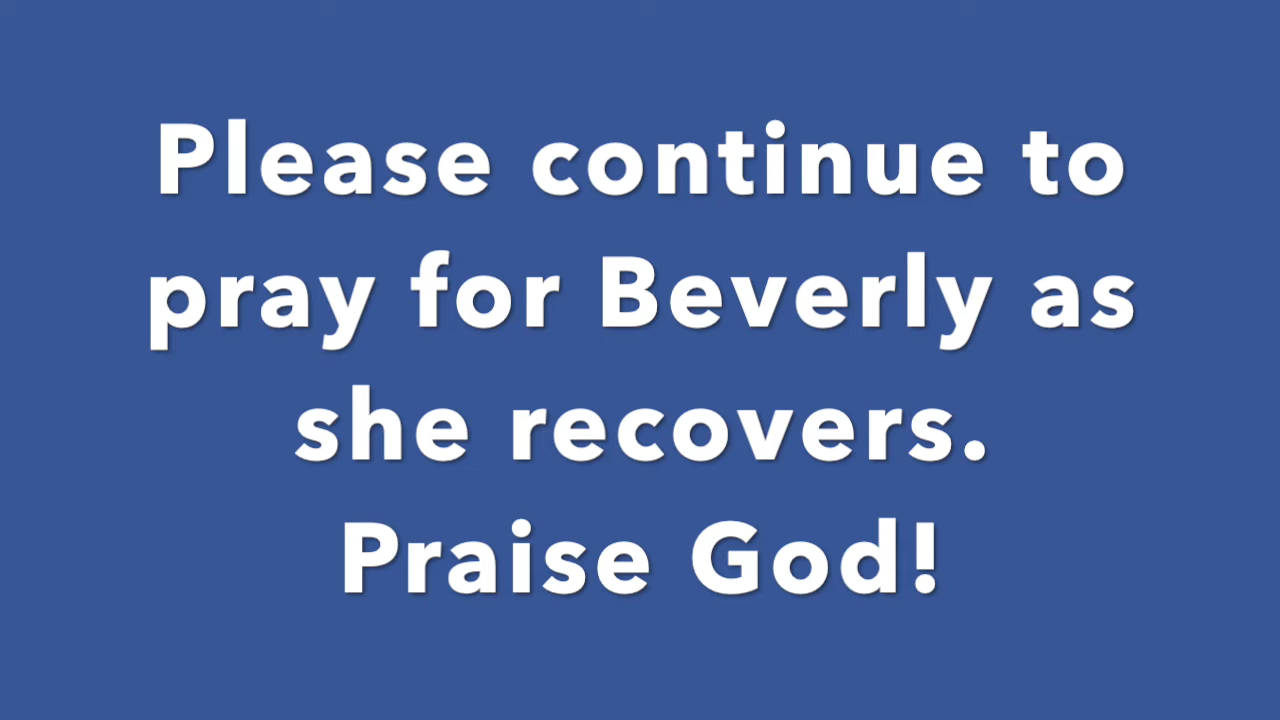 Please continue to
pray for Beverly as
she recovers.
Praise God!